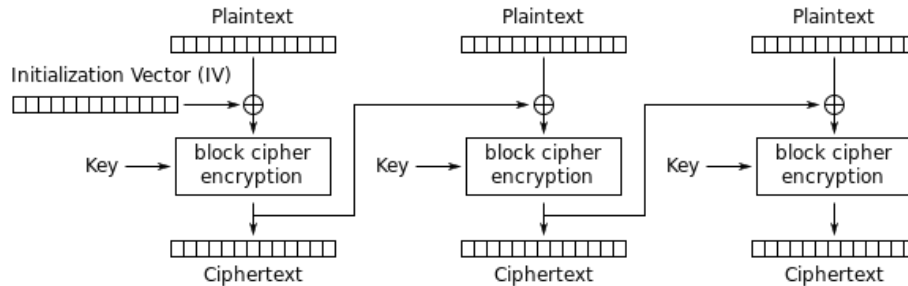 Plaintext
Plaintext
Plaintext
Initialization Vector (IV)
Key
block cipher
encryption
Key
block cipher
encryption
Key
block cipher
encryption
Ciphertext
Ciphertext
Ciphertext